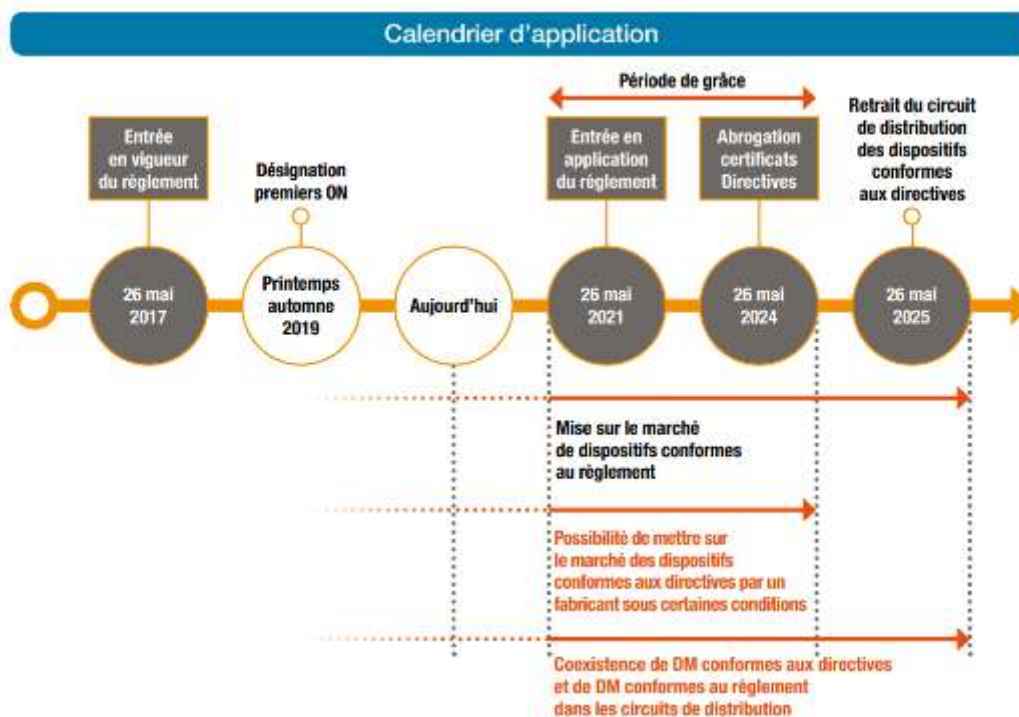 Calendrier d'application
Période de grâce
Entrée
en vigueur
du règlement
Désignation
premiers ON
Entrée en
application
du règlement
Abrogation
certificats
Directives
Retrait du circuit
de distribution
des dispositifs
conformes
aux directives
26 mai
2017
Printemps
automne
2019
Aujourd'hui
26 mai
2021
26 mai
2024
26 mai
2025
Mise sur le marché
de dispositifs conformes
au règlement
Possibilité de mettre sur
le marché des dispositifs
conformes aux directives par un
fabricant sous certaines conditions
Coexistence de DM conformes aux directives
et de DM conformes au règlement
dans les circuits de distribution